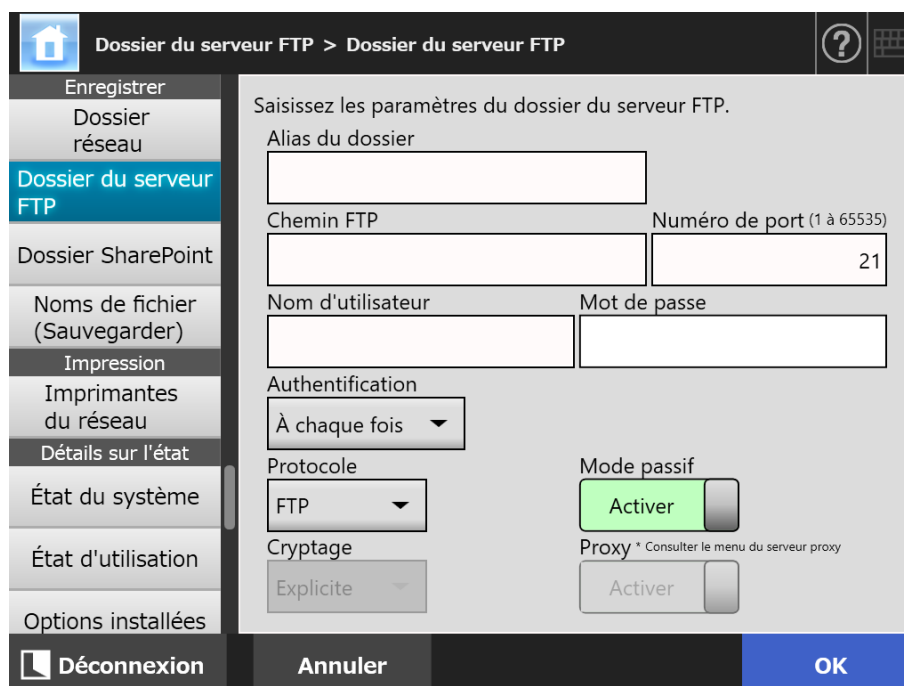 Dossier du serveur FTP > Dossier du serveur FTP
?
Enregistrer
Dossier
réseau
Dossier du serveur
FTP
Dossier SharePoint
Noms de fichier
(Sauvegarder)
Impression
Imprimantes
du réseau
Détails sur l'état
État du système
État d'utilisation
Options installées
Saisissez les paramètres du dossier du serveur FTP.
Alias du dossier
Chemin FTP
Numéro de port (1 à 65535)
21
Nom d'utilisateur
Mot de passe
Authentification
À chaque fois
Protocole
Mode passif
FTP
Activer
Cryptage
Proxy * Consulter le menu du serveur proxy
Explicite
Activer
Déconnexion
Annuler
OK